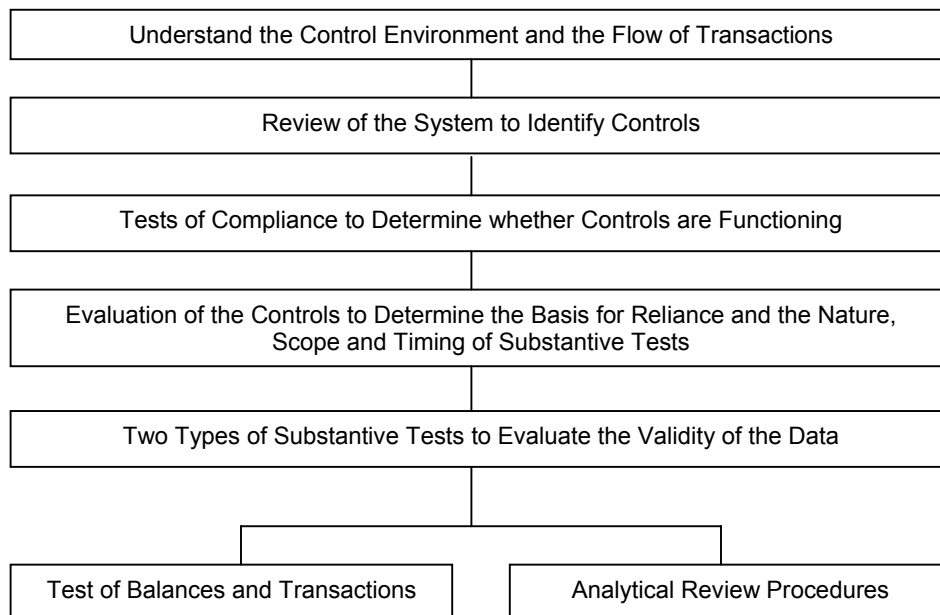 Understand the Control Environment and the Flow of Transactions
Review of the System to Identify Controls
Tests of Compliance to Determine whether Controls are Functioning
Evaluation of the Controls to Determine the Basis for Reliance and the Nature,
Scope and Timing of Substantive Tests
Two Types of Substantive Tests to Evaluate the Validity of the Data
Test of Balances and Transactions
Analytical Review Procedures